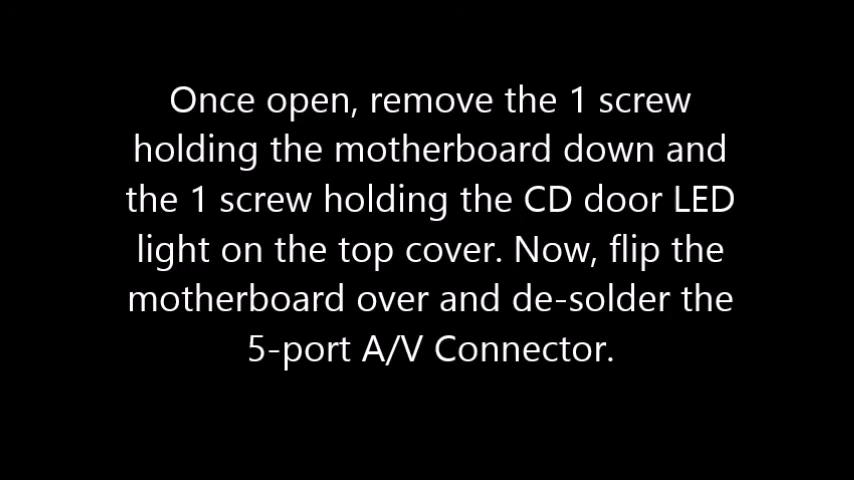 Once open, remove the 1 screw
holding the motherboard down and
the 1 screw holding the CD door LED
light on the top cover. Now, flip the
motherboard over and de-solder the
5-port A/V Connector.